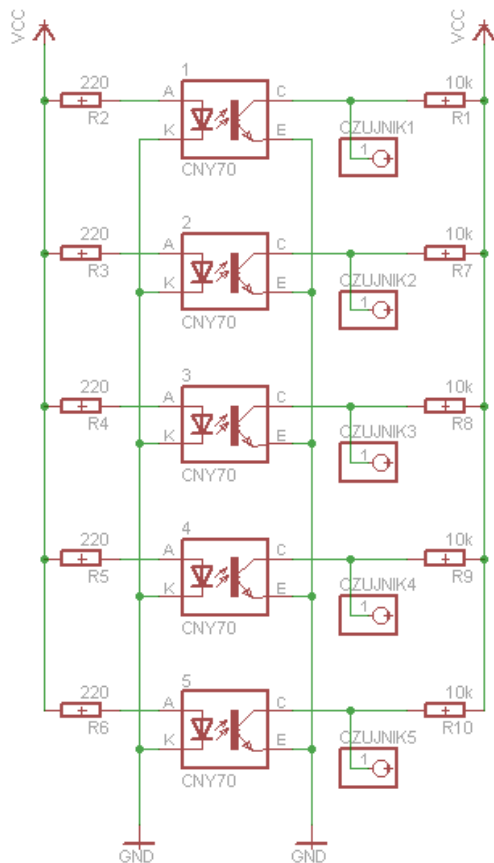 VCC VCC
220 1 10k
A C
R2 R1
CZUJNIK1
K E 1
CNY70
220 2 10k
A C
R3 R7
CZUJNIK2
K E 1
CNY70
220 3 10k
A C
R4 R8
CZUJNIK3
K E 1
CNY70
220 4 10k
A C
R5 R9
CZUJNIK4
K E 1
CNY70
220 5 10k
A C
R6 R10
CZUJNIK5
K E 1
CNY70
GND GND